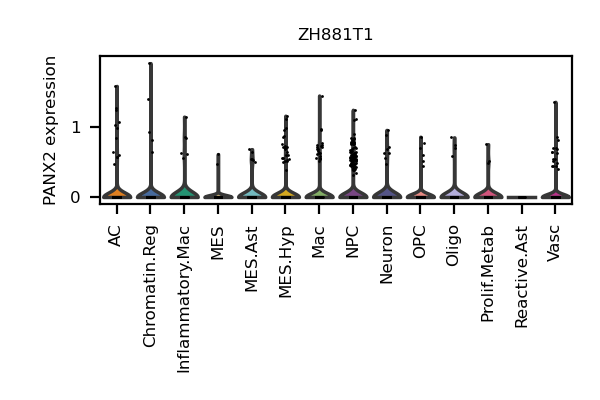 ZH881T1
PANX2 expression
1
0
AC
Chromatin.Reg
Inflammatory.Mac
MES
MES.Ast
MES.Hyp
Mac
NPC
Neuron
OPC
Oligo
Prolif.Metab
Reactive.Ast
Vasc